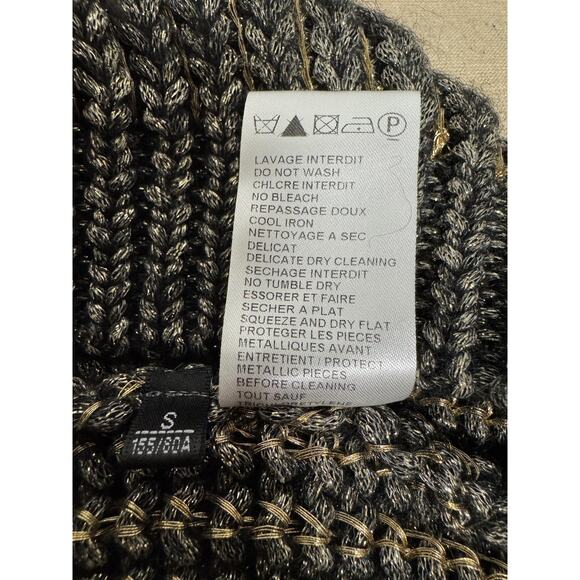 P
LAVAGE INTERDIT
DO NOT WASH
CHLCRE INTERDIT
NO BLEACH
REPASSAGE DOUX
COOL IRON
NETTOYAGE A SEC
DELICAT
DELICATE DRY CLEANING
SECHAGE INTERDIT
NO TUMBLE DRY
ESSORER ET FAIRE
SECHER A PLAT
SQUEEZE AND DRY FLAT
PROTEGER LES PIECES
METALLIQUES AVANT
ENTRETIENT / PROTECT
METALLIC PIECES
BEFORE CLEANING
TOUT SAUF
TRICHLORETYLENE
S
155/80A